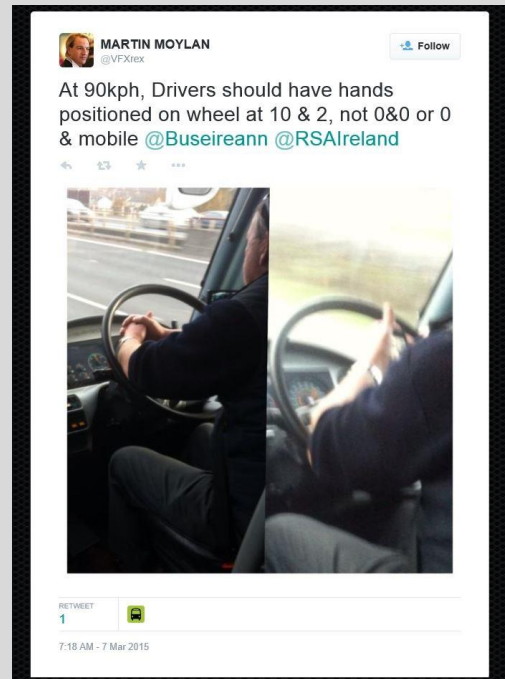 MARTIN MOYLAN
@VFXrex
Follow
At 90kph, Drivers should have hands
positioned on wheel at 10 & 2, not 0&0 or 0
& mobile @Buseireann @RSAIreland
RETWEET
1
7:18 AM - 7 Mar 2015